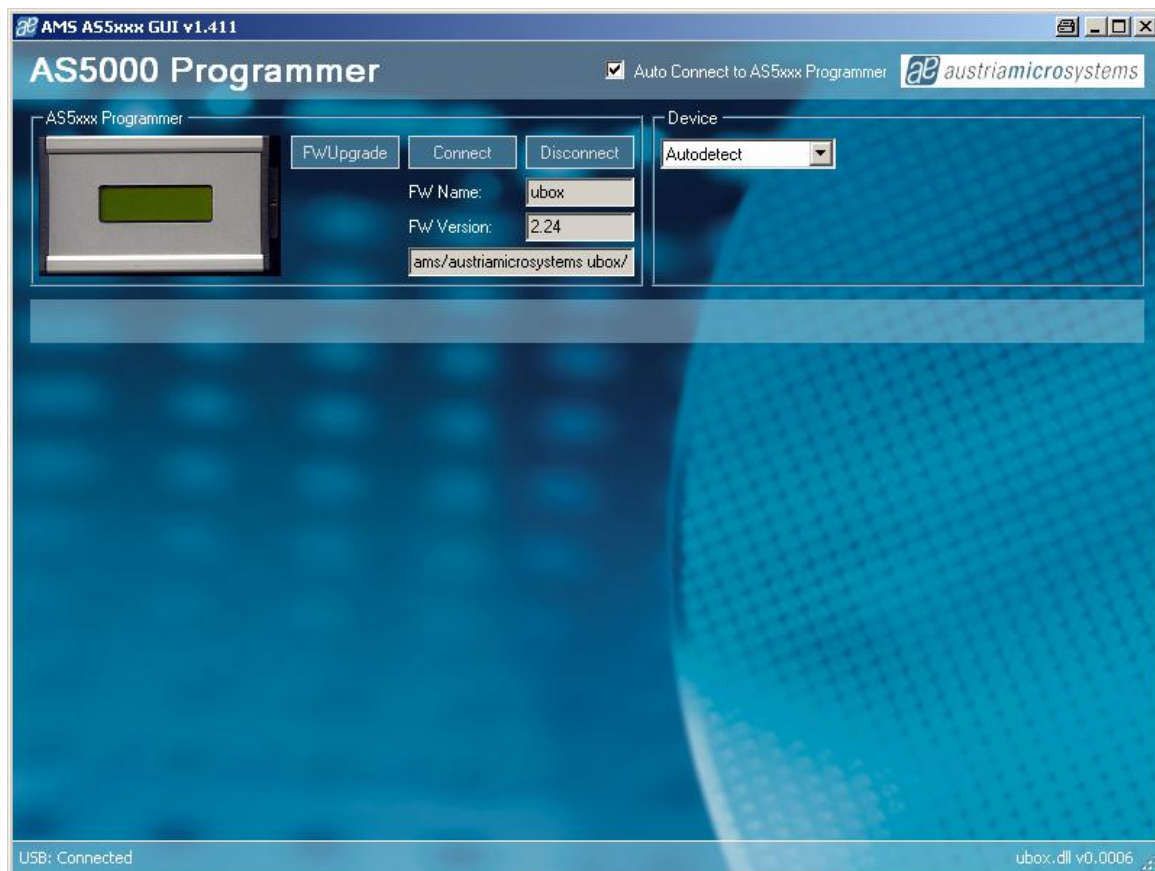 AMS AS5xxx GUI v1.411
AS5000 Programmer
Auto Connect to AS5xxx Programmer
austriamicrosystems
AS5xxx Programmer
FWUpgrade
Connect
Disconnect
FW Name:
ubox
FW Version:
2.24
ams/austriamicrosystems ubox/
Device
Autodetect
USB: Connected
ubox.dll v0.0006